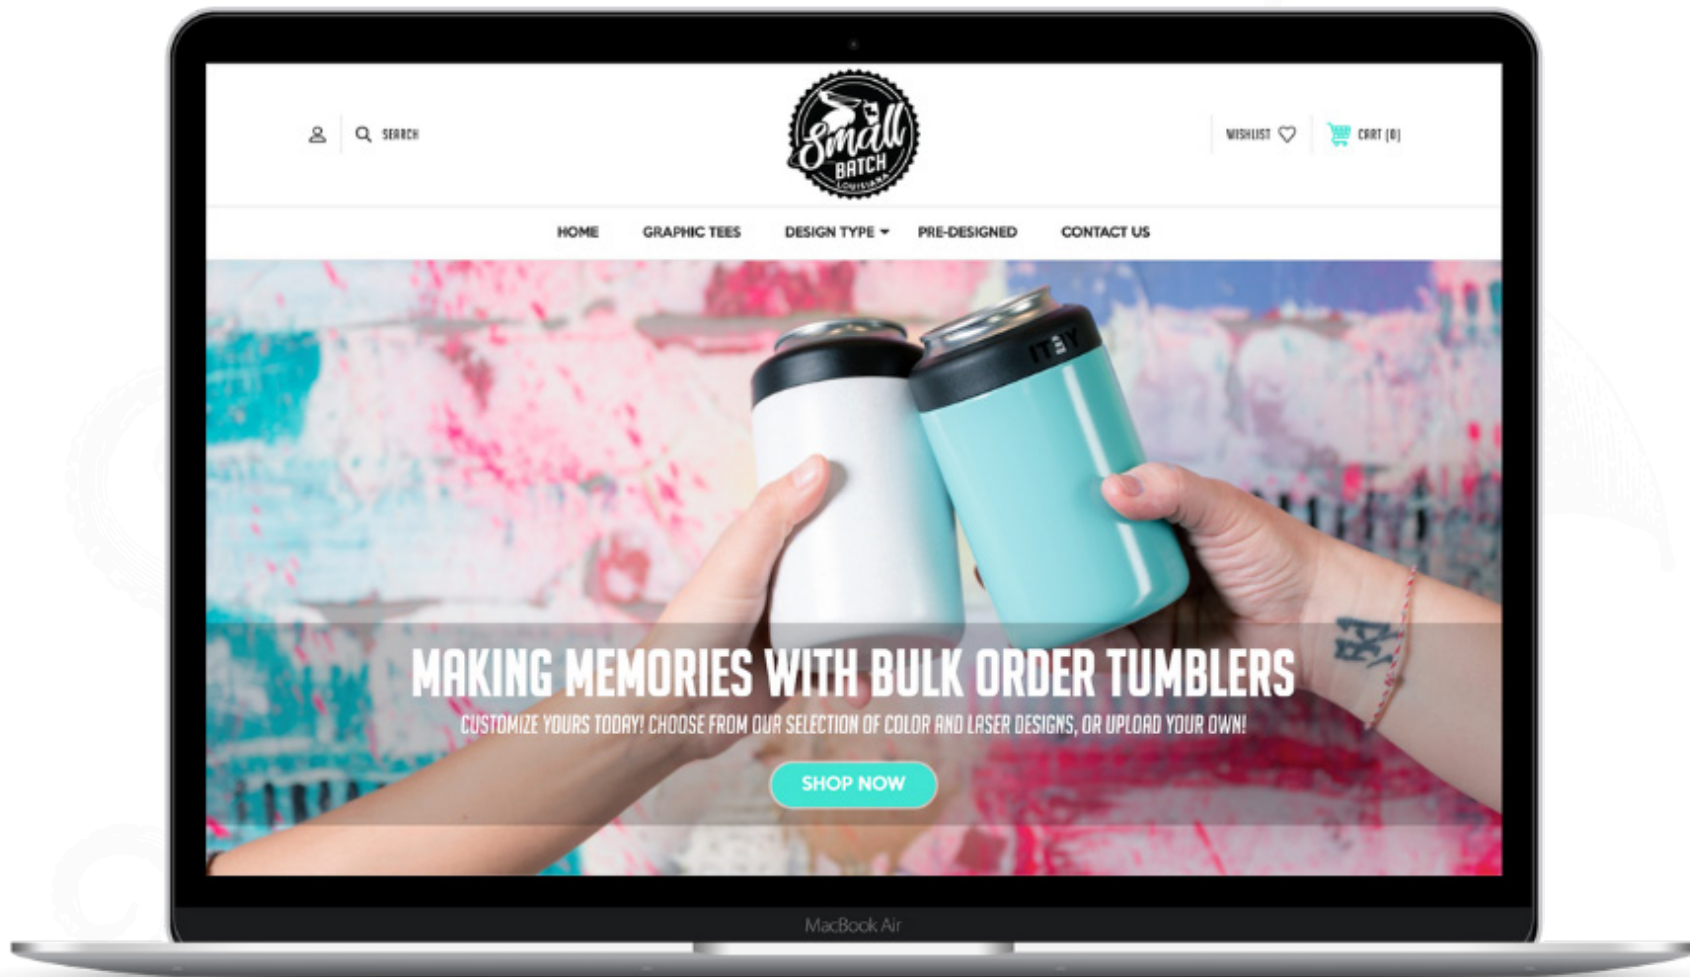 SEARCH
Small
BATCH
LOUISIANA
WISHLIST
CART (0)
HOME
GRAPHIC TEES
DESIGN TYPE
PRE-DESIGNED
CONTACT US
MAKING MEMORIES WITH BULK ORDER TUMBLERS
CUSTOMIZE YOURS TODAY! CHOOSE FROM OUR SELECTION OF COLOR AND LASER DESIGNS, OR UPLOAD YOUR OWN!
SHOP NOW
MacBook Air